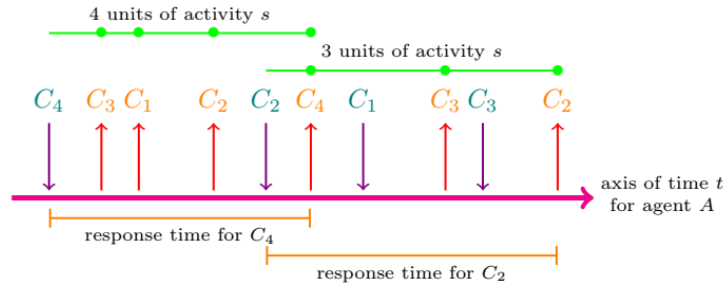 4 units of activity s
3 units of activity s
C₄ C₃ C₁ C₂ C₂ C₄ C₁ C₃ C₃ C₂
axis of time t
for agent A
response time for C₄
response time for C₂